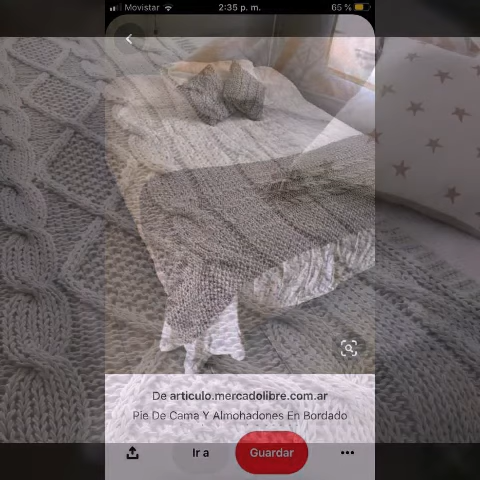 Movistar 2:35 p. m. 65 %
De articulo.mercadolibre.com.ar
Pie De Cama Y Almohadones En Bordado
Ir a Guardar